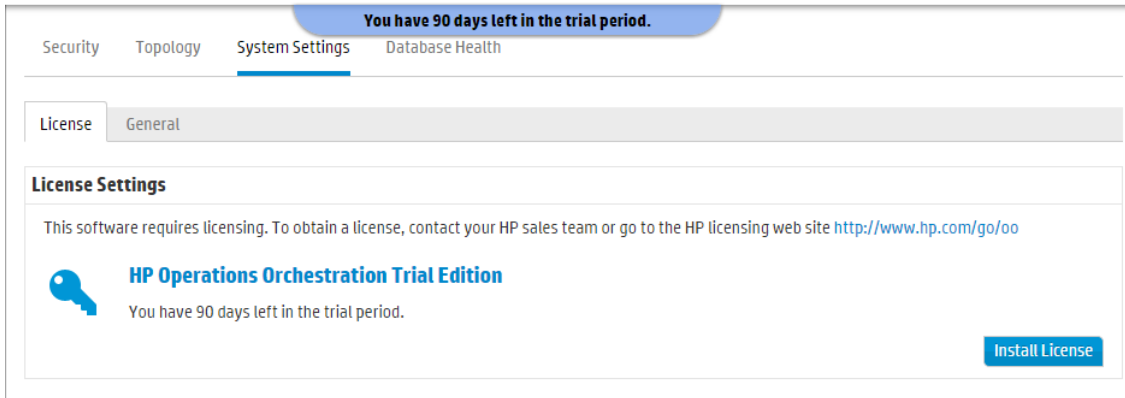 You have 90 days left in the trial period.
Security Topology System Settings Database Health
License General
License Settings
This software requires licensing. To obtain a license, contact your HP sales team or go to the HP licensing web site http://www.hp.com/go/oo
HP Operations Orchestration Trial Edition
You have 90 days left in the trial period.
Install License